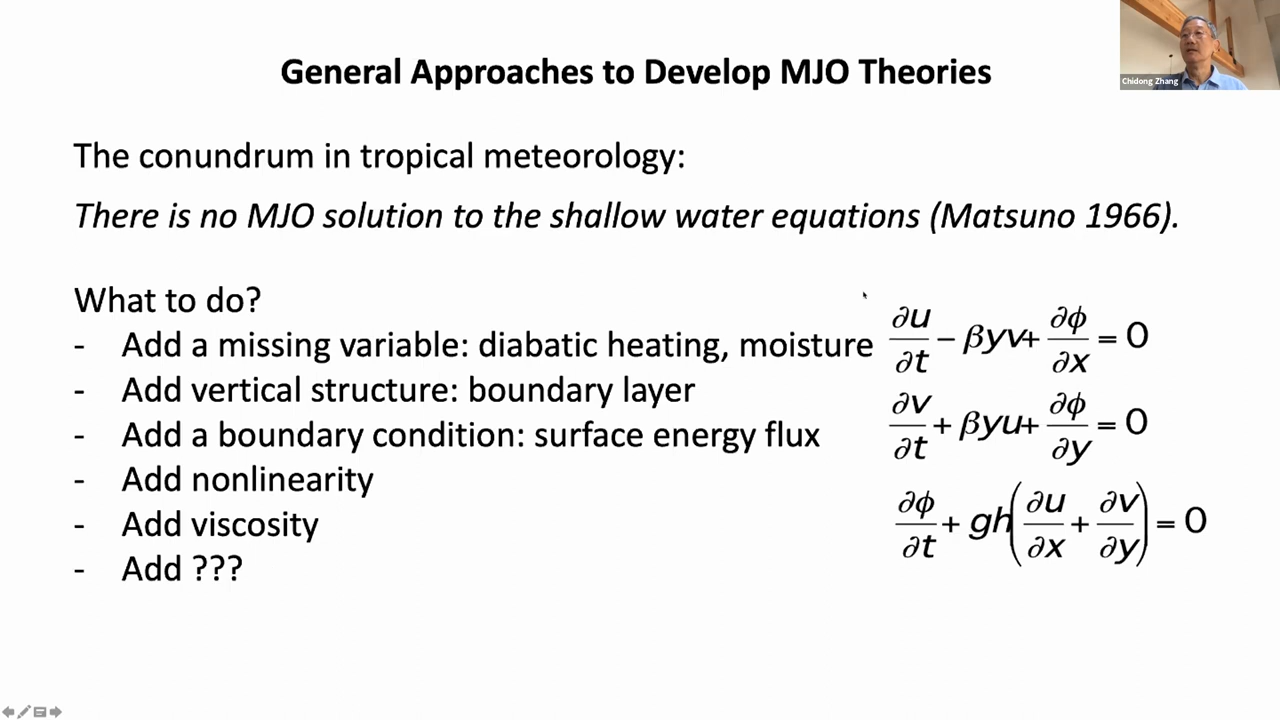 General Approaches to Develop MJO Theories
Chidong Zhang
The conundrum in tropical meteorology:
There is no MJO solution to the shallow water equations (Matsuno 1966).
What to do?
- Add a missing variable: diabatic heating, moisture
- Add vertical structure: boundary layer
- Add a boundary condition: surface energy flux
- Add nonlinearity
- Add viscosity
- Add ???
∂u/∂t − βyv + ∂ϕ/∂x = 0
∂v/∂t + βyu + ∂ϕ/∂y = 0
∂ϕ/∂t + gh(∂u/∂x + ∂v/∂y) = 0